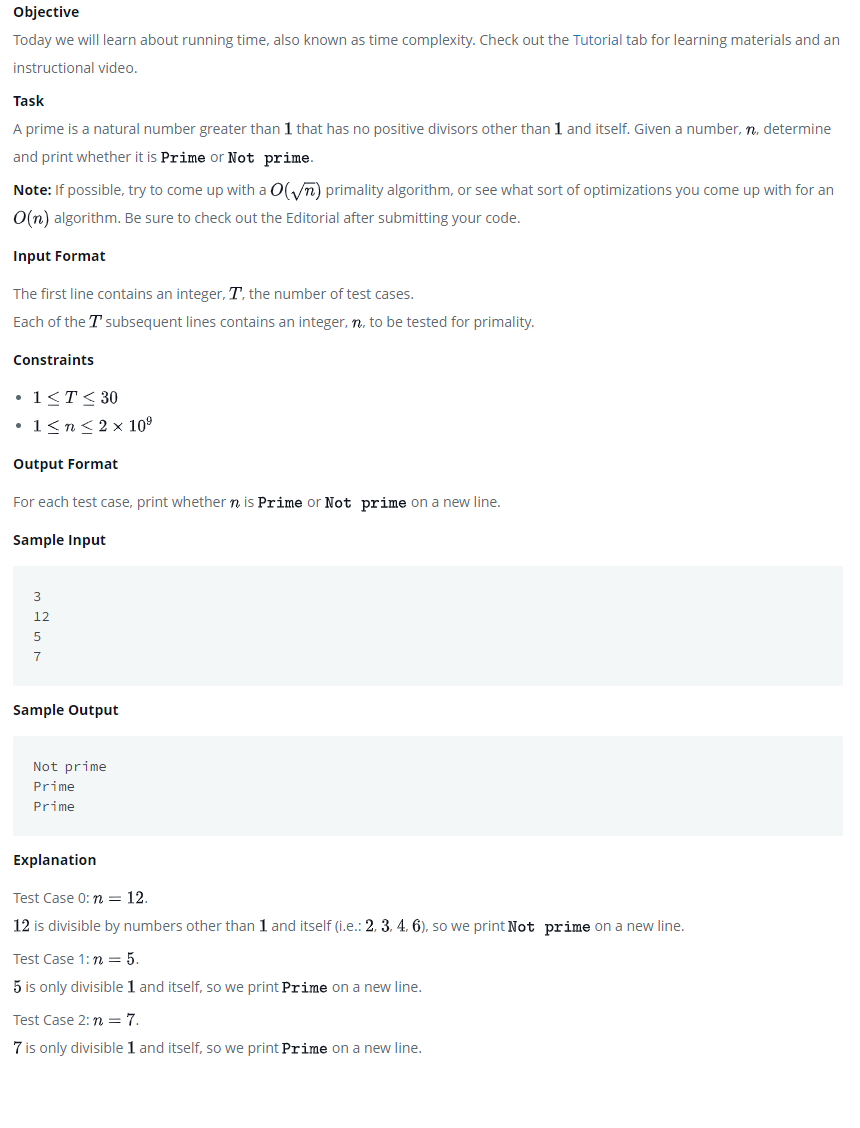 Objective
Today we will learn about running time, also known as time complexity. Check out the Tutorial tab for learning materials and an
instructional video.
Task
A prime is a natural number greater than 1 that has no positive divisors other than 1 and itself. Given a number, n, determine
and print whether it is Prime or Not prime.
Note: If possible, try to come up with a O(√n) primality algorithm, or see what sort of optimizations you come up with for an
O(n) algorithm. Be sure to check out the Editorial after submitting your code.
Input Format
The first line contains an integer, T, the number of test cases.
Each of the T subsequent lines contains an integer, n, to be tested for primality.
Constraints
• 1 ≤ T ≤ 30
• 1 ≤ n ≤ 2 × 10⁹
Output Format
For each test case, print whether n is Prime or Not prime on a new line.
Sample Input
3
12
5
7
Sample Output
Not prime
Prime
Prime
Explanation
Test Case 0: n = 12.
12 is divisible by numbers other than 1 and itself (i.e.: 2, 3, 4, 6), so we print Not prime on a new line.
Test Case 1: n = 5.
5 is only divisible 1 and itself, so we print Prime on a new line.
Test Case 2: n = 7.
7 is only divisible 1 and itself, so we print Prime on a new line.